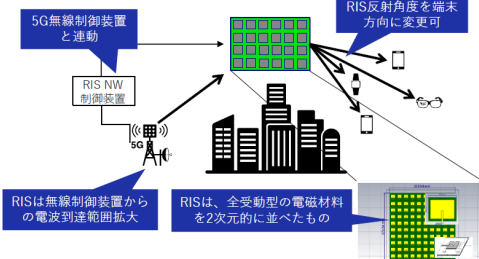 5G無線制御装置
と連動
RIS反射角度を端末
方向に変更可
RIS NW
制御装置
5G
RISは無線制御装置から
の電波到達範囲拡大
RISは、全受動型の電磁材料
を2次元的に並べたもの